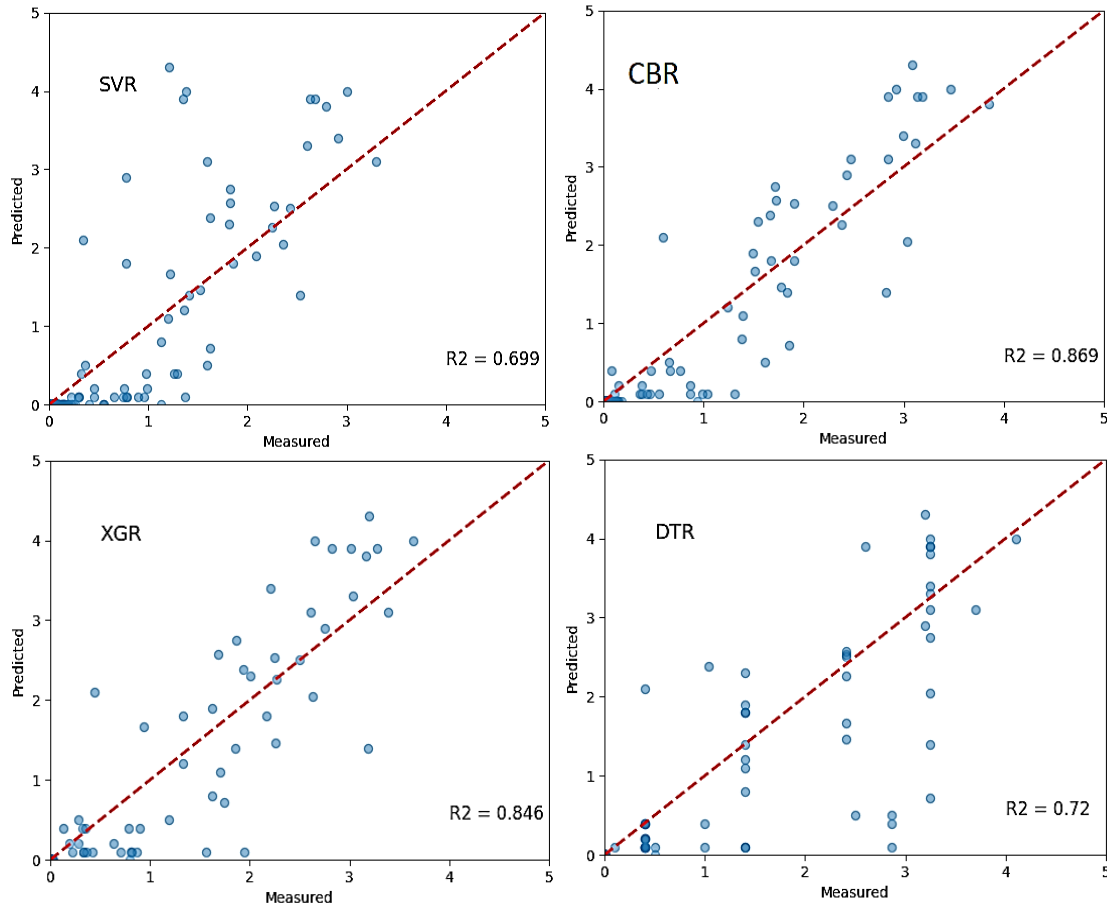 SVR
Predicted
5
4
3
2
1
0
R2 = 0.699
0 1 2 3 4 5
Measured
CBR
Predicted
5
4
3
2
1
0
R2 = 0.869
0 1 2 3 4 5
Measured
XGR
Predicted
5
4
3
2
1
0
R2 = 0.846
0 1 2 3 4 5
Measured
DTR
Predicted
5
4
3
2
1
0
R2 = 0.72
0 1 2 3 4 5
Measured